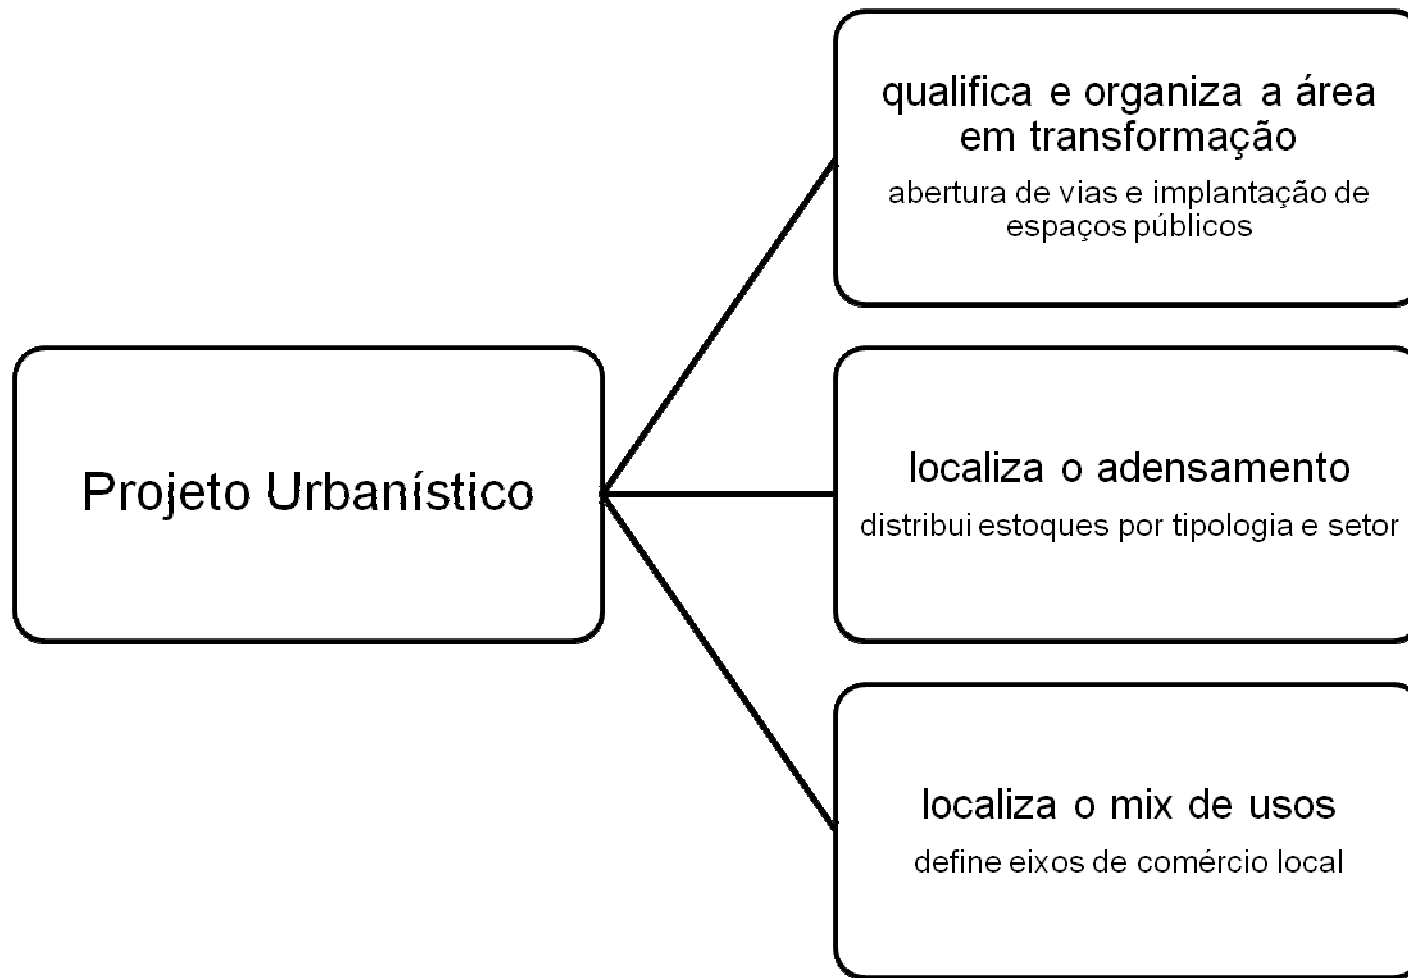 Projeto Urbanístico
qualifica e organiza a área
em transformação
abertura de vias e implantação de
espaços públicos
localiza o adensamento
distribui estoques por tipologia e setor
localiza o mix de usos
define eixos de comércio local